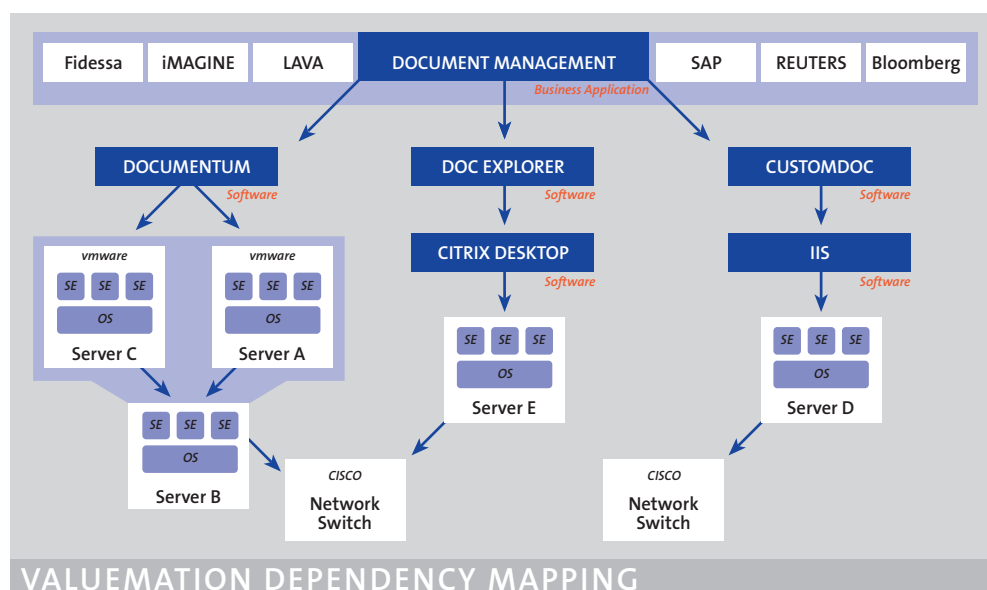 Fidessa
iMAGINE
LAVA
DOCUMENT MANAGEMENT
SAP
REUTERS
Bloomberg
Business Application
DOCUMENTUM
DOC EXPLORER
CUSTOMDOC
Software
Software
Software
CITRIX DESKTOP
IIS
Software
Software
vmware
SE SE SE
OS
Server C
vmware
SE SE SE
OS
Server A
SE SE SE
OS
Server E
SE SE SE
OS
Server D
SE SE SE
OS
Server B
CISCO
Network
Switch
CISCO
Network
Switch
VALUEMATION DEPENDENCY MAPPING